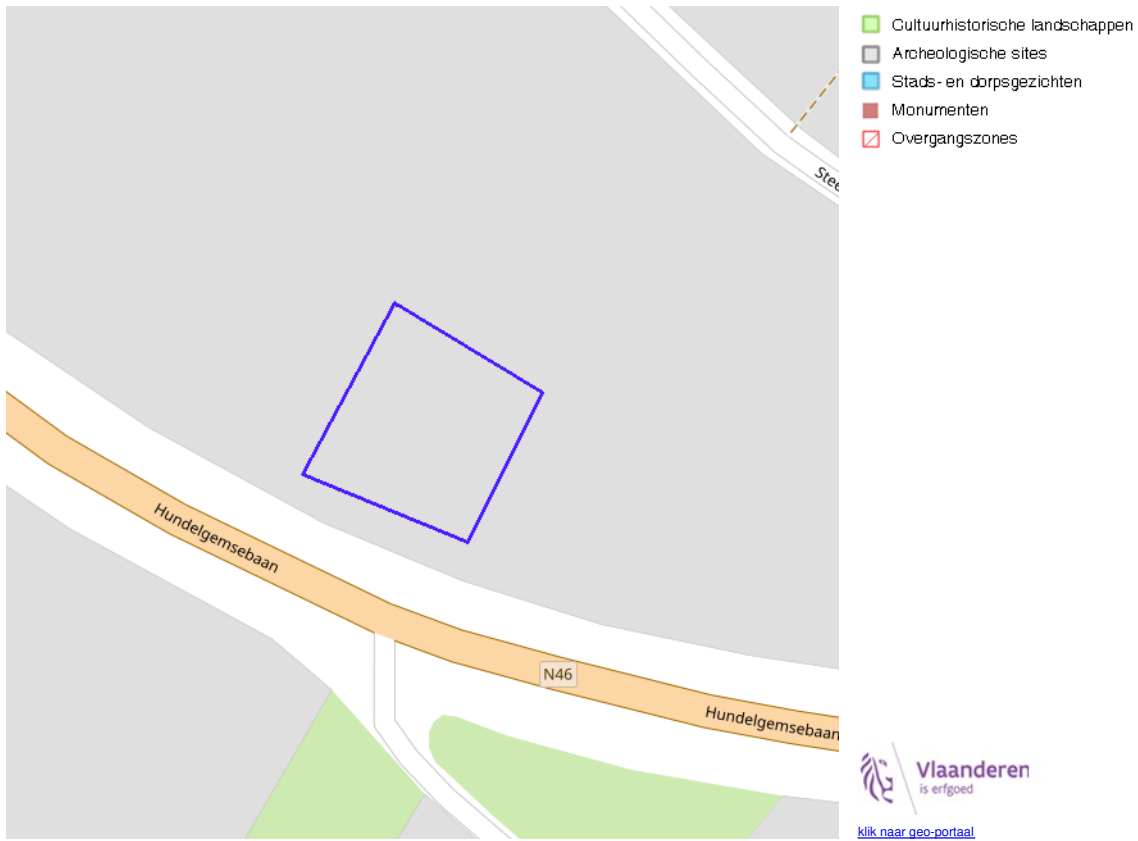 Cultuurhistorische landschappen
Archeologische sites
Stads- en dorpsgezichten
Monumenten
Overgangszones
Stee
Hundelgemsebaan
N46
Hundelgemsebaan
Vlaanderen
is erfgoed
klik naar geo-portaal